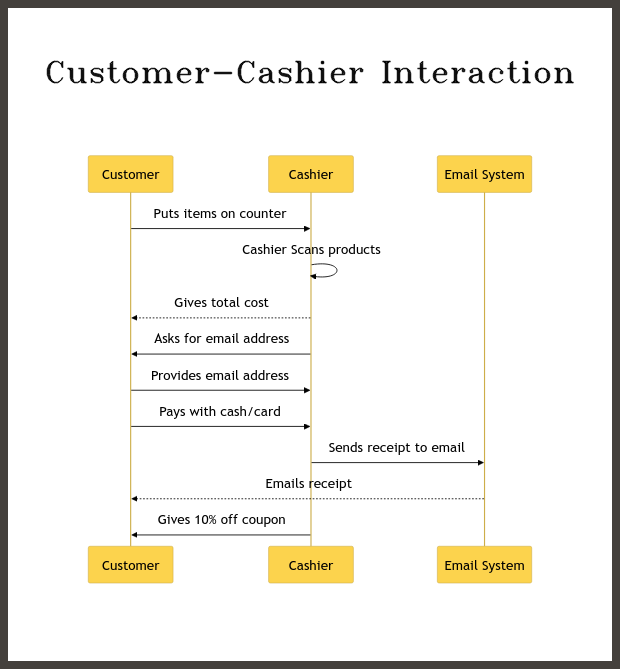 Customer-Cashier Interaction
Customer Cashier Email System
Puts items on counter
Cashier Scans products
Gives total cost
Asks for email address
Provides email address
Pays with cash/card
Sends receipt to email
Emails receipt
Gives 10% off coupon
Customer Cashier Email System